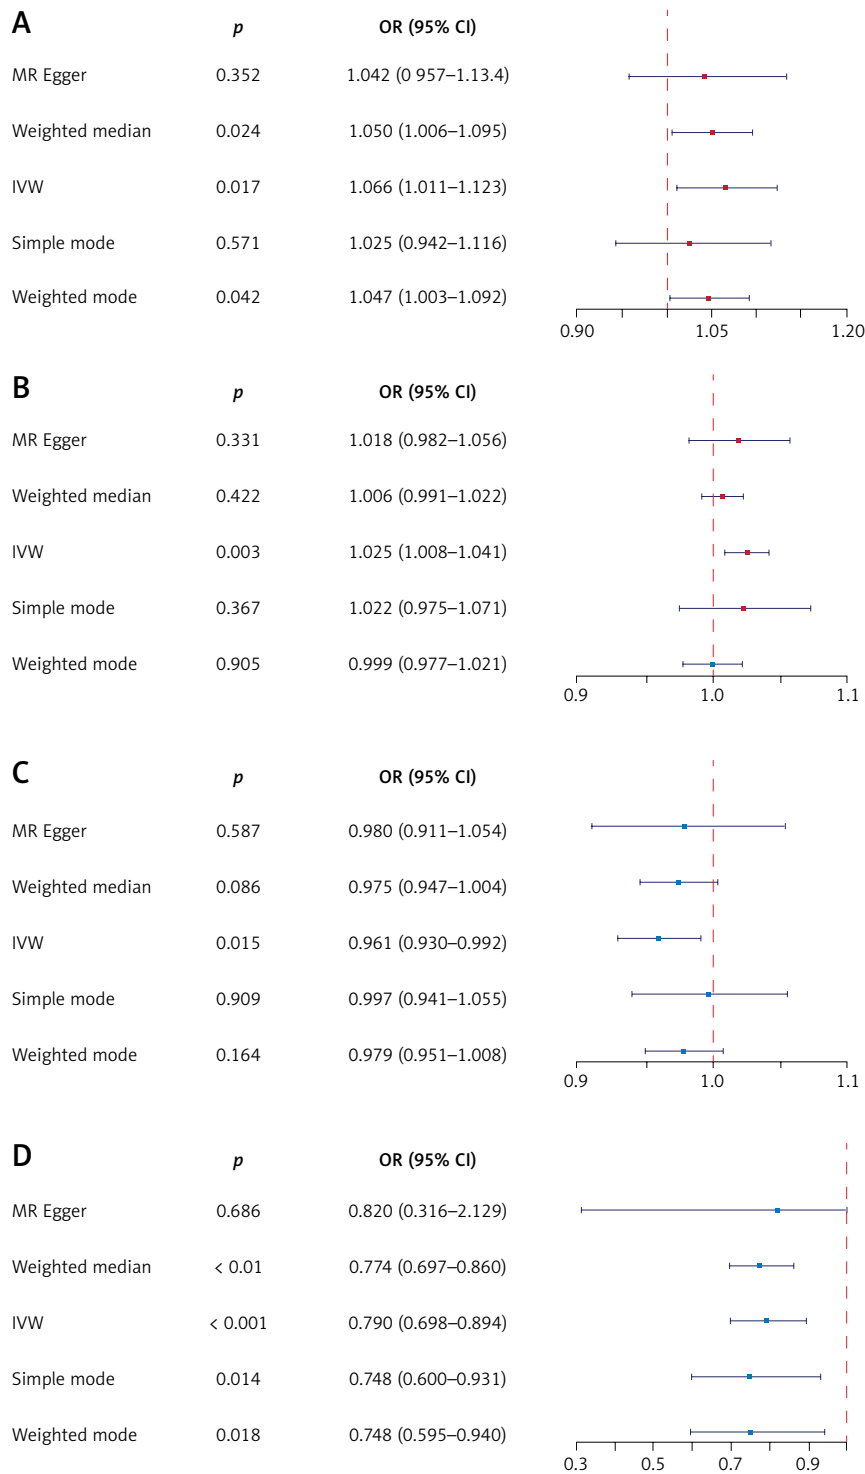 A p OR (95% CI)
MR Egger 0.352 1.042 (0 957–1.13.4)
Weighted median 0.024 1.050 (1.006–1.095)
IVW 0.017 1.066 (1.011–1.123)
Simple mode 0.571 1.025 (0.942–1.116)
Weighted mode 0.042 1.047 (1.003–1.092)
0.90 1.05 1.20
B p OR (95% CI)
MR Egger 0.331 1.018 (0.982–1.056)
Weighted median 0.422 1.006 (0.991–1.022)
IVW 0.003 1.025 (1.008–1.041)
Simple mode 0.367 1.022 (0.975–1.071)
Weighted mode 0.905 0.999 (0.977–1.021)
0.9 1.0 1.1
C p OR (95% CI)
MR Egger 0.587 0.980 (0.911–1.054)
Weighted median 0.086 0.975 (0.947–1.004)
IVW 0.015 0.961 (0.930–0.992)
Simple mode 0.909 0.997 (0.941–1.055)
Weighted mode 0.164 0.979 (0.951–1.008)
0.9 1.0 1.1
D p OR (95% CI)
MR Egger 0.686 0.820 (0.316–2.129)
Weighted median < 0.01 0.774 (0.697–0.860)
IVW < 0.001 0.790 (0.698–0.894)
Simple mode 0.014 0.748 (0.600–0.931)
Weighted mode 0.018 0.748 (0.595–0.940)
0.3 0.5 0.7 0.9